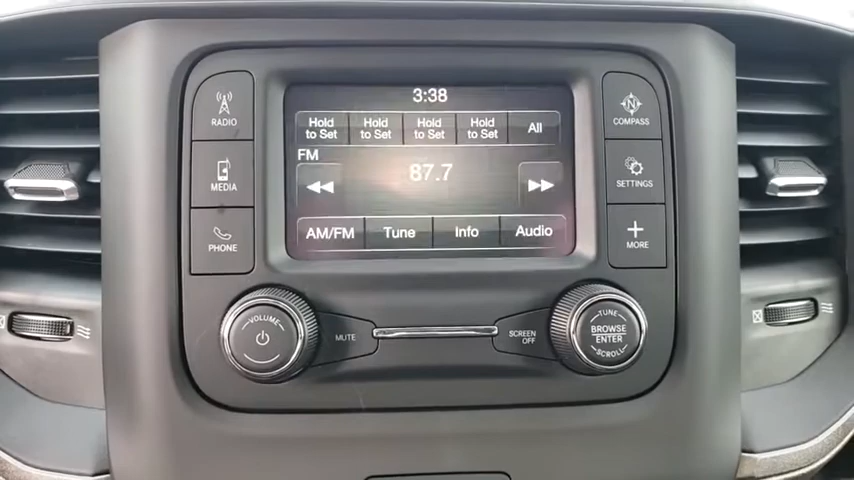 3:38
Hold to Set
Hold to Set
Hold to Set
Hold to Set
All
FM
87.7
AM/FM
Tune
Info
Audio
RADIO
MEDIA
PHONE
N
COMPASS
SETTINGS
MORE
VOLUME
MUTE
SCREEN
OFF
TUNE
BROWSE
ENTER
SCROLL